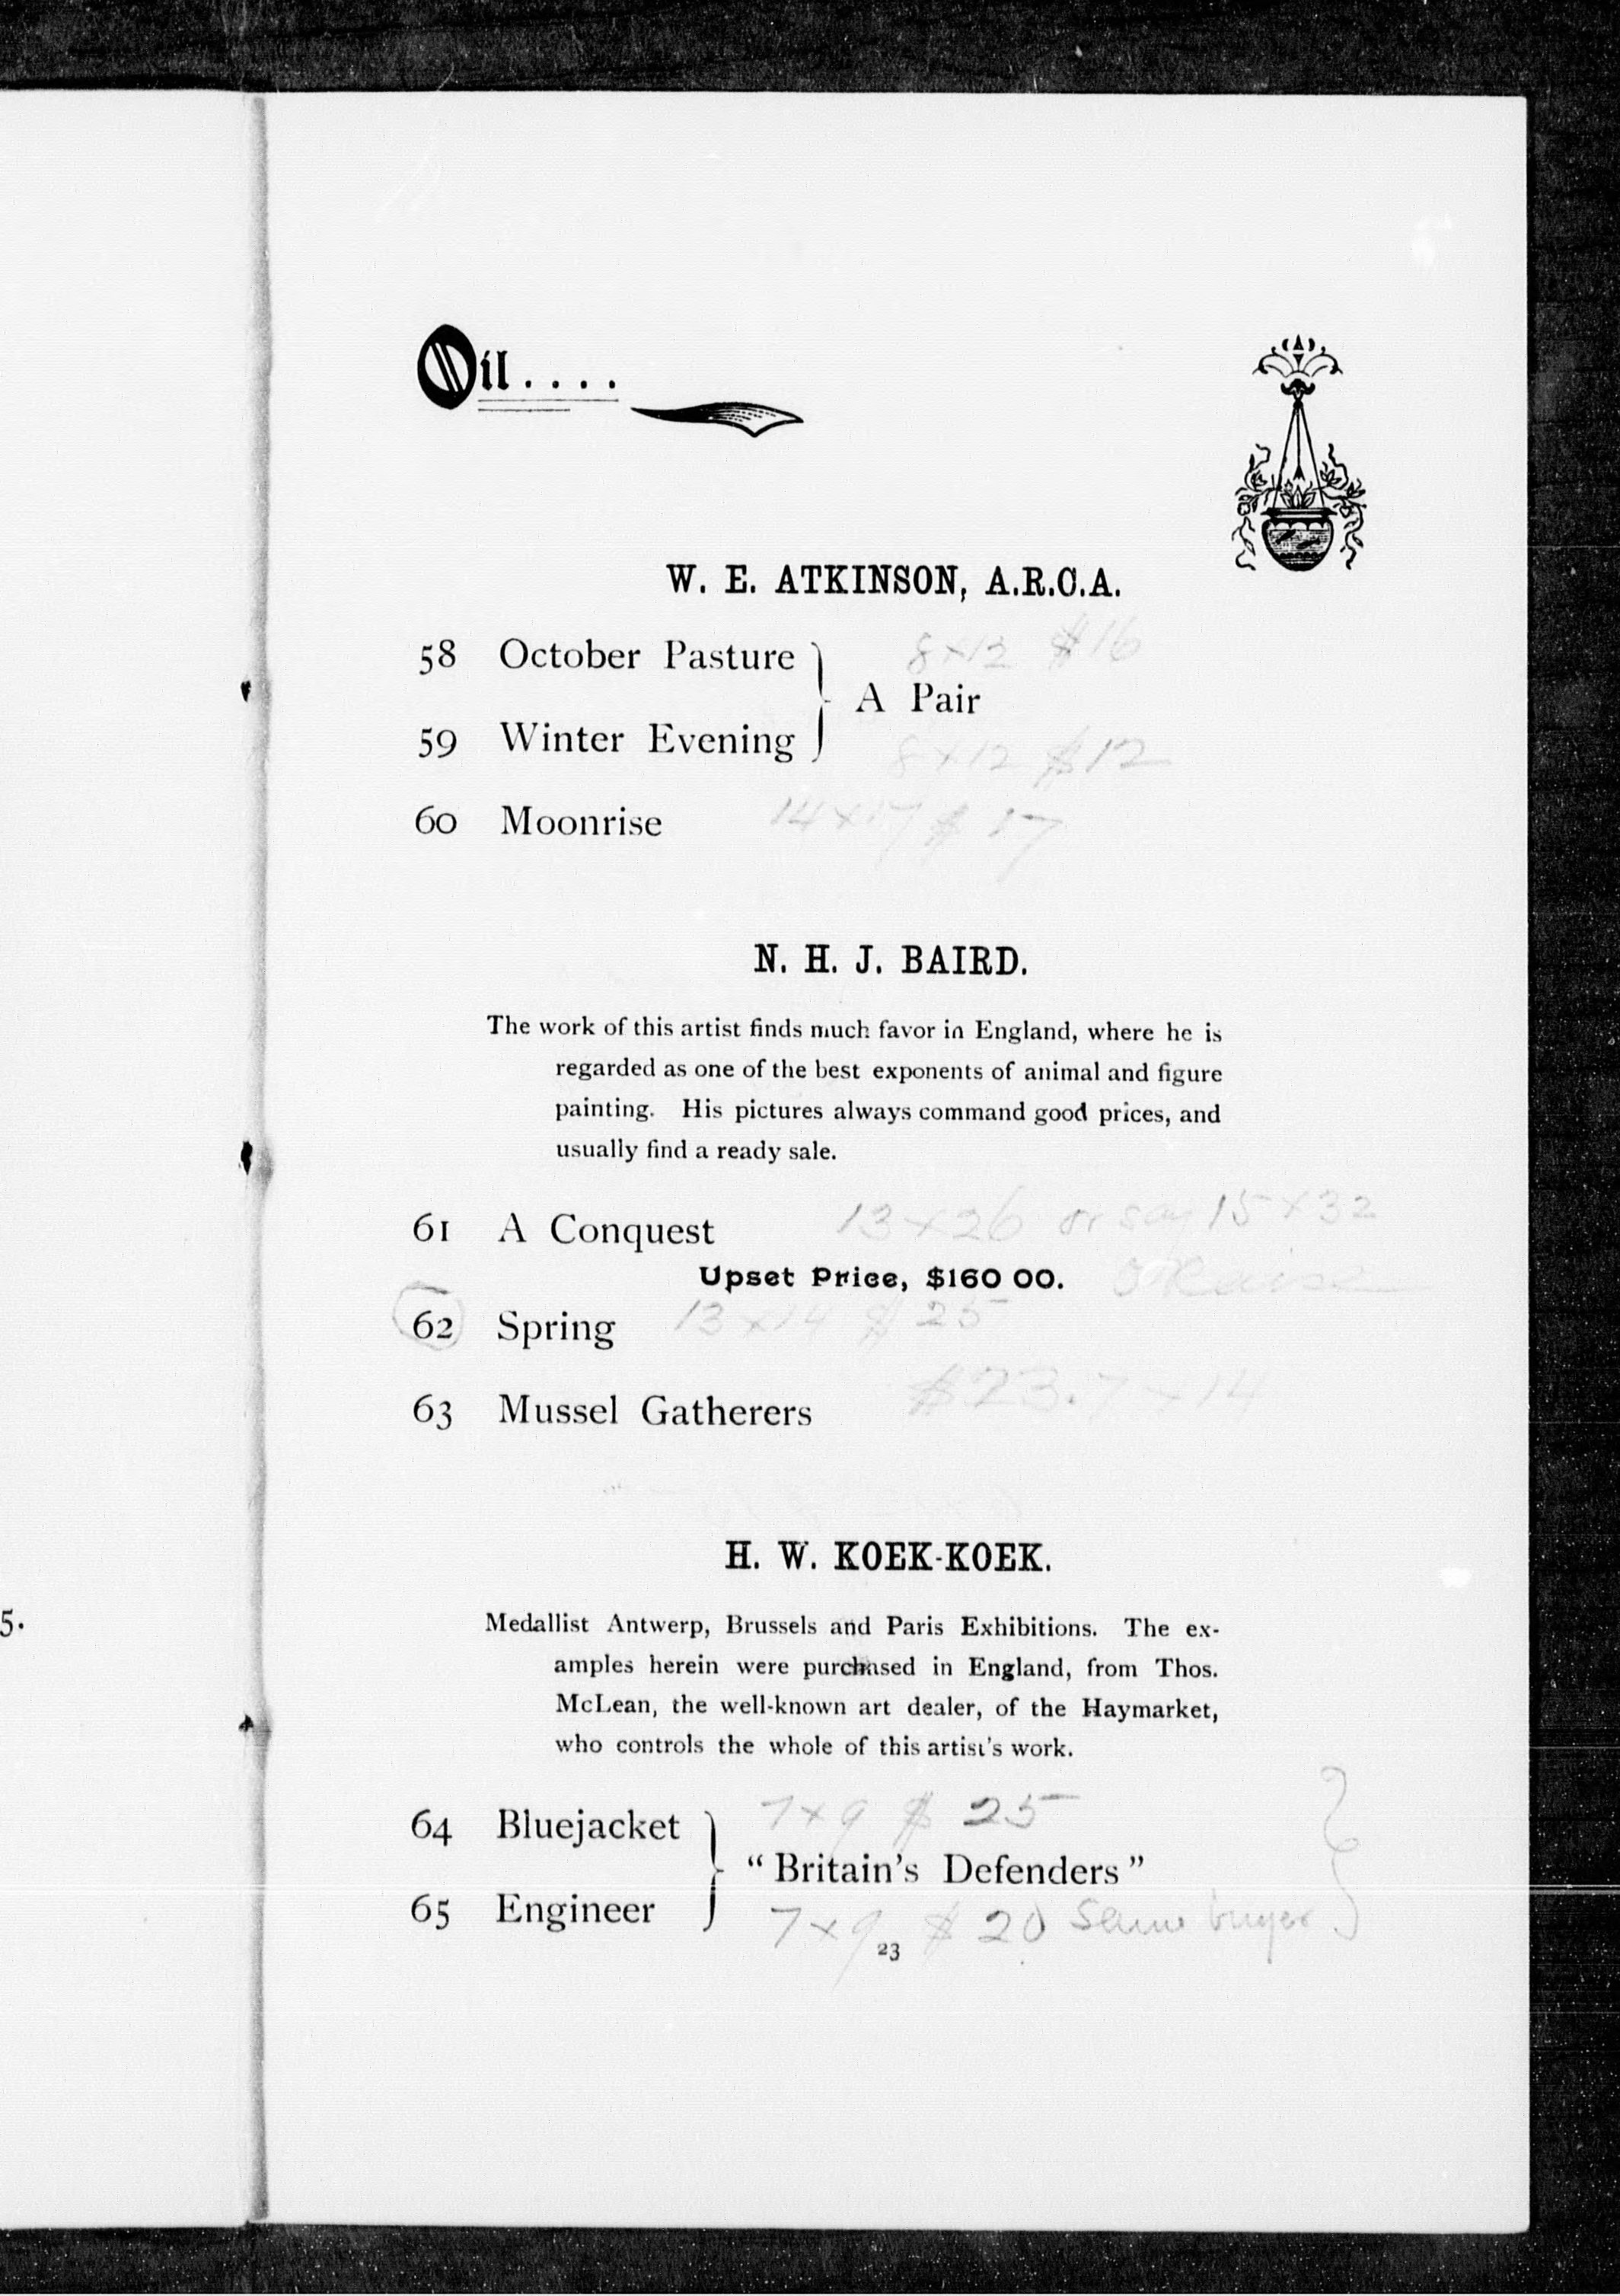 Oil....
W. E. ATKINSON, A.R.C.A.
58 October Pasture 8 x 12 $16
A Pair
59 Winter Evening 8 x 12 $12
60 Moonrise 14 x 17 $ 17
N. H. J. BAIRD.
The work of this artist finds much favor in England, where he is
regarded as one of the best exponents of animal and figure
painting. His pictures always command good prices, and
usually find a ready sale.
61 A Conquest 13 x 26 or say 15 x 32
Upset Price, $160 00.
62 Spring 13 x 14 $ 25
63 Mussel Gatherers $23. 7 x 14
H. W. KOEK-KOEK.
Medallist Antwerp, Brussels and Paris Exhibitions. The ex-
amples herein were purchased in England, from Thos.
McLean, the well-known art dealer, of the Haymarket,
who controls the whole of this artist's work.
5.
64 Bluejacket 7 x 9 $ 25
"Britain's Defenders"
65 Engineer 7 x 9 $ 20 same buyer
23